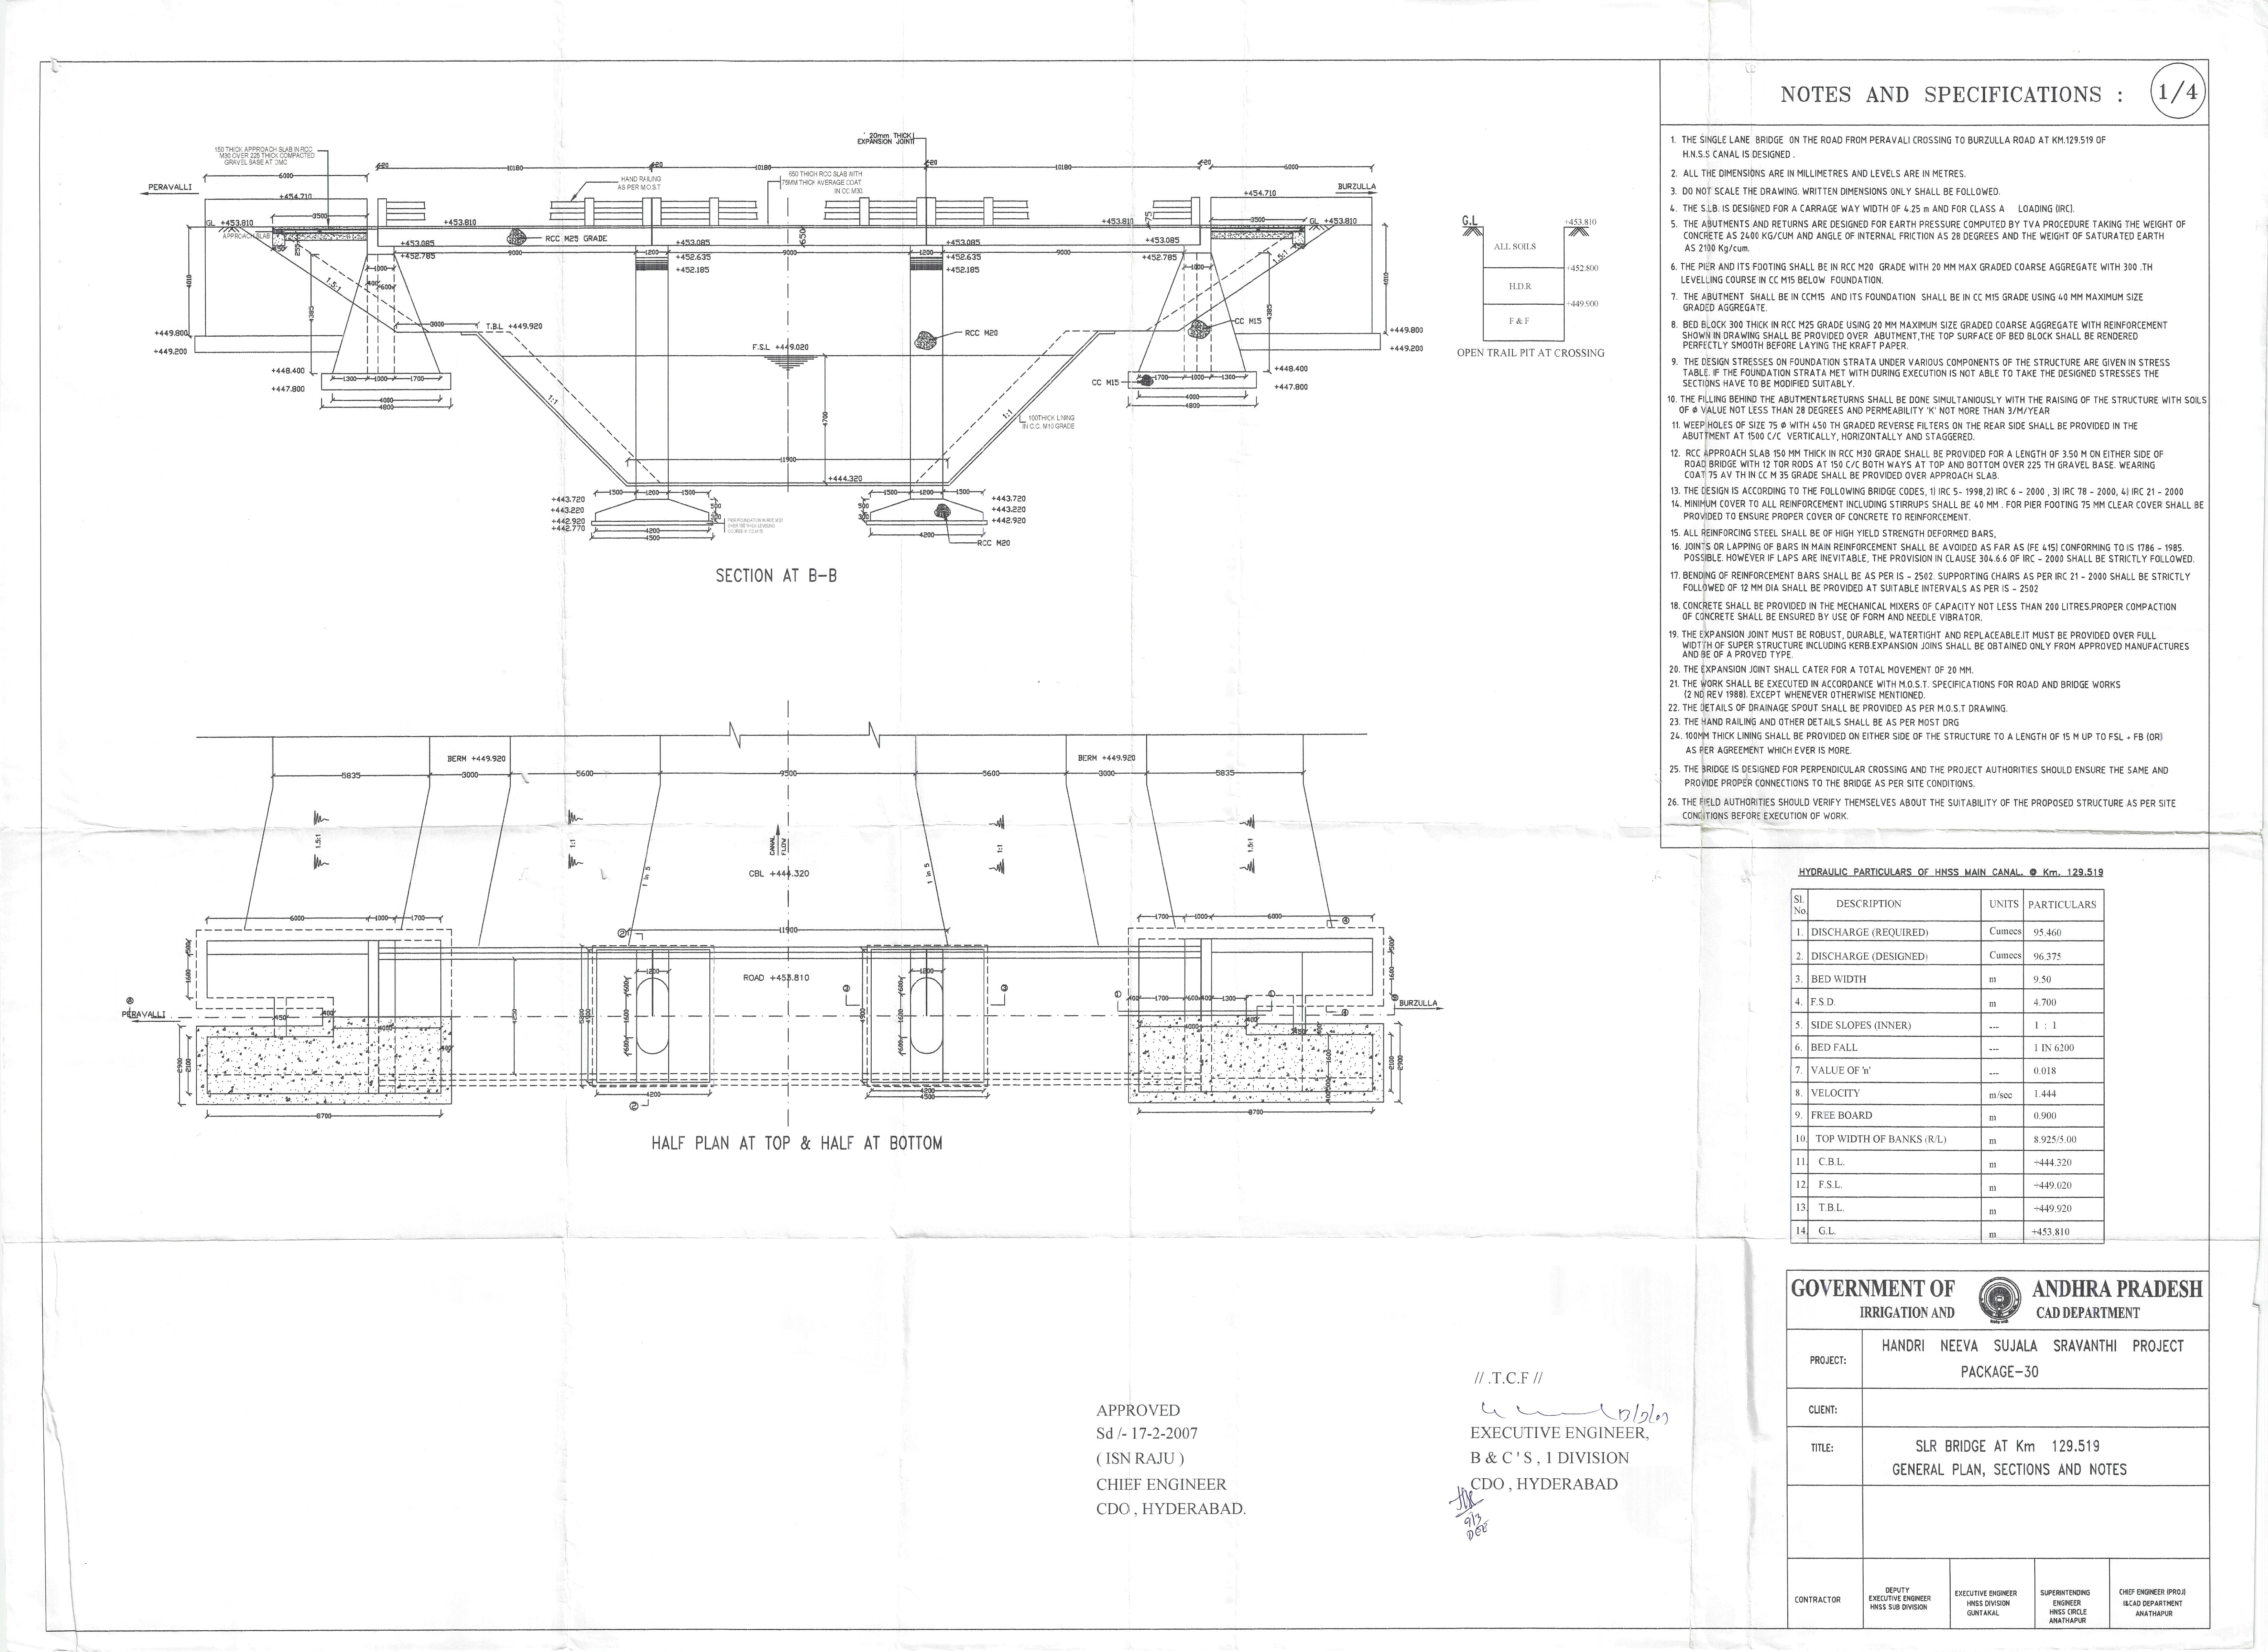 NOTES AND SPECIFICATIONS :
1/4
1. THE SINGLE LANE BRIDGE ON THE ROAD FROM PERAVALI CROSSING TO BURZULLA ROAD AT KM.129.519 OF
H.N.S.S CANAL IS DESIGNED .
2. ALL THE DIMENSIONS ARE IN MILLIMETRES AND LEVELS ARE IN METRES.
3. DO NOT SCALE THE DRAWING. WRITTEN DIMENSIONS ONLY SHALL BE FOLLOWED.
4. THE S.LB. IS DESIGNED FOR A CARRAGE WAY WIDTH OF 4.25 m AND FOR CLASS A LOADING (IRC).
5. THE ABUTMENTS AND RETURNS ARE DESIGNED FOR EARTH PRESSURE COMPUTED BY TVA PROCEDURE TAKING THE WEIGHT OF
CONCRETE AS 2400 KG/CUM AND ANGLE OF INTERNAL FRICTION AS 28 DEGREES AND THE WEIGHT OF SATURATED EARTH
AS 2100 Kg/cum.
6. THE PIER AND ITS FOOTING SHALL BE IN RCC M20 GRADE WITH 20 MM MAX GRADED COARSE AGGREGATE WITH 300 .TH
LEVELLING COURSE IN CC M15 BELOW FOUNDATION.
7. THE ABUTMENT SHALL BE IN CCM15 AND ITS FOUNDATION SHALL BE IN CC M15 GRADE USING 40 MM MAXIMUM SIZE
GRADED AGGREGATE.
8. BED BLOCK 300 THICK IN RCC M25 GRADE USING 20 MM MAXIMUM SIZE GRADED COARSE AGGREGATE WITH REINFORCEMENT
SHOWN IN DRAWING SHALL BE PROVIDED OVER ABUTMENT,THE TOP SURFACE OF BED BLOCK SHALL BE RENDERED
PERFECTLY SMOOTH BEFORE LAYING THE KRAFT PAPER.
9. THE DESIGN STRESSES ON FOUNDATION STRATA UNDER VARIOUS COMPONENTS OF THE STRUCTURE ARE GIVEN IN STRESS
TABLE. IF THE FOUNDATION STRATA MET WITH DURING EXECUTION IS NOT ABLE TO TAKE THE DESIGNED STRESSES THE
SECTIONS HAVE TO BE MODIFIED SUITABLY.
10. THE FILLING BEHIND THE ABUTMENT&RETURNS SHALL BE DONE SIMULTANIOUSLY WITH THE RAISING OF THE STRUCTURE WITH SOILS
OF ø VALUE NOT LESS THAN 28 DEGREES AND PERMEABILITY 'K' NOT MORE THAN 3/M/YEAR
11. WEEP HOLES OF SIZE 75 ø WITH 450 TH GRADED REVERSE FILTERS ON THE REAR SIDE SHALL BE PROVIDED IN THE
ABUTTMENT AT 1500 C/C VERTICALLY, HORIZONTALLY AND STAGGERED.
12. RCC APPROACH SLAB 150 MM THICK IN RCC M30 GRADE SHALL BE PROVIDED FOR A LENGTH OF 3.50 M ON EITHER SIDE OF
ROAD BRIDGE WITH 12 TOR RODS AT 150 C/C BOTH WAYS AT TOP AND BOTTOM OVER 225 TH GRAVEL BASE. WEARING
COAT 75 AV TH IN CC M 35 GRADE SHALL BE PROVIDED OVER APPROACH SLAB.
13. THE DESIGN IS ACCORDING TO THE FOLLOWING BRIDGE CODES, 1) IRC 5- 1998,2) IRC 6 - 2000 , 3) IRC 78 - 2000, 4) IRC 21 - 2000
14. MINIMUM COVER TO ALL REINFORCEMENT INCLUDING STIRRUPS SHALL BE 40 MM . FOR PIER FOOTING 75 MM CLEAR COVER SHALL BE
PROVIDED TO ENSURE PROPER COVER OF CONCRETE TO REINFORCEMENT.
15. ALL REINFORCING STEEL SHALL BE OF HIGH YIELD STRENGTH DEFORMED BARS,
16. JOINTS OR LAPPING OF BARS IN MAIN REINFORCEMENT SHALL BE AVOIDED AS FAR AS (FE 415) CONFORMING TO IS 1786 - 1985.
POSSIBLE. HOWEVER IF LAPS ARE INEVITABLE, THE PROVISION IN CLAUSE 304.6.6 OF IRC - 2000 SHALL BE STRICTLY FOLLOWED.
17. BENDING OF REINFORCEMENT BARS SHALL BE AS PER IS - 2502. SUPPORTING CHAIRS AS PER IRC 21 - 2000 SHALL BE STRICTLY
FOLLOWED OF 12 MM DIA SHALL BE PROVIDED AT SUITABLE INTERVALS AS PER IS - 2502
18. CONCRETE SHALL BE PROVIDED IN THE MECHANICAL MIXERS OF CAPACITY NOT LESS THAN 200 LITRES.PROPER COMPACTION
OF CONCRETE SHALL BE ENSURED BY USE OF FORM AND NEEDLE VIBRATOR.
19. THE EXPANSION JOINT MUST BE ROBUST, DURABLE, WATERTIGHT AND REPLACEABLE.IT MUST BE PROVIDED OVER FULL
WIDTH OF SUPER STRUCTURE INCLUDING KERB.EXPANSION JOINS SHALL BE OBTAINED ONLY FROM APPROVED MANUFACTURES
AND BE OF A PROVED TYPE.
20. THE EXPANSION JOINT SHALL CATER FOR A TOTAL MOVEMENT OF 20 MM.
21. THE WORK SHALL BE EXECUTED IN ACCORDANCE WITH M.O.S.T. SPECIFICATIONS FOR ROAD AND BRIDGE WORKS
(2 ND REV 1988). EXCEPT WHENEVER OTHERWISE MENTIONED.
22. THE DETAILS OF DRAINAGE SPOUT SHALL BE PROVIDED AS PER M.O.S.T DRAWING.
23. THE HAND RAILING AND OTHER DETAILS SHALL BE AS PER MOST DRG
24. 100MM THICK LINING SHALL BE PROVIDED ON EITHER SIDE OF THE STRUCTURE TO A LENGTH OF 15 M UP TO FSL + FB (OR)
AS PER AGREEMENT WHICH EVER IS MORE.
25. THE BRIDGE IS DESIGNED FOR PERPENDICULAR CROSSING AND THE PROJECT AUTHORITIES SHOULD ENSURE THE SAME AND
PROVIDE PROPER CONNECTIONS TO THE BRIDGE AS PER SITE CONDITIONS.
26. THE FIELD AUTHORITIES SHOULD VERIFY THEMSELVES ABOUT THE SUITABILITY OF THE PROPOSED STRUCTURE AS PER SITE
CONDITIONS BEFORE EXECUTION OF WORK.
20mm THICK
EXPANSION JOINT
150 THICK APPROACH SLAB IN RCC
M30 OVER 225 THICK COMPACTED
GRAVEL BASE AT OMC
20 10180 20 10180 20 10180 20
6000
6000
PERAVALLI
BURZULLA
HAND RAILING
AS PER M.O.S.T
650 THICK RCC SLAB WITH
75MM THICK AVERAGE COAT
IN CC M30.
+454.710
+454.710
GL +453.810
3500
APPROACH SLAB
+453.810
+453.810
75
3500
GL +453.810
RCC M25 GRADE
650
+453.085 +453.085 +453.085 +453.085
9000 1200 9000 1200 9000
+452.785 +452.635 +452.635 +452.785
+452.185 +452.185
1000
400 600
1.5:1
4010
4385
3000
T.B.L +449.920
+449.800
+449.200
F.S.L +449.020
RCC M20
CC M15
1000
1.5:1
4385
4010
+449.800
+449.200
+448.400
+447.800
1300 1000 1700
4000
4800
1:1
4700
1:1
100THICK LINING
IN C.C. M10 GRADE
CC M15
1700 1000 1300
4000
4800
+448.400
+447.800
11900
+444.320
+443.720
+443.220
+442.920
+442.770
1500 1200 1500
500
4200
4500
1500 1200 1500
500
300
4200
+443.720
+443.220
+442.920
RCC M20
SECTION AT B-B
G.L
+453.810
ALL SOILS
+452.800
H.D.R
+449.900
F & F
OPEN TRAIL PIT AT CROSSING
BERM +449.920
BERM +449.920
5835 3000 5600 9500 5600 3000 5835
1.5:1
1:1
1 in 5
CANAL
FLOW
CBL +444.320
1 in 5
1:1
1.5:1
6000 1000 1700
11900
1700 1000 6000
ROAD +453.810
PERAVALLI
BURZULLA
1200
600
1600
600
1200
600
1600
600
4250
400 1700 600 400 1300
450 400 4000
2900
2100
4000
2100
2900
8700
4200
4200
4500
8700
HALF PLAN AT TOP & HALF AT BOTTOM
HYDRAULIC PARTICULARS OF HNSS MAIN CANAL. @ Km. 129.519
Sl. No. DESCRIPTION UNITS PARTICULARS
1. DISCHARGE (REQUIRED) Cumecs 95.460
2. DISCHARGE (DESIGNED) Cumecs 96.375
3. BED WIDTH m 9.50
4. F.S.D. m 4.700
5. SIDE SLOPES (INNER) --- 1 : 1
6. BED FALL --- 1 IN 6200
7. VALUE OF 'n' --- 0.018
8. VELOCITY m/sec 1.444
9. FREE BOARD m 0.900
10. TOP WIDTH OF BANKS (R/L) m 8.925/5.00
11. C.B.L. m +444.320
12. F.S.L. m +449.020
13. T.B.L. m +449.920
14. G.L. m +453.810
APPROVED
Sd /- 17-2-2007
( ISN RAJU )
CHIEF ENGINEER
CDO , HYDERABAD.
// .T.C.F //
EXECUTIVE ENGINEER,
B & C ' S , 1 DIVISION
CDO , HYDERABAD
9/3
DEE
GOVERNMENT OF ANDHRA PRADESH
IRRIGATION AND CAD DEPARTMENT
PROJECT: HANDRI NEEVA SUJALA SRAVANTHI PROJECT
PACKAGE-30
CLIENT:
TITLE: SLR BRIDGE AT Km 129.519
GENERAL PLAN, SECTIONS AND NOTES
CONTRACTOR
DEPUTY
EXECUTIVE ENGINEER
HNSS SUB DIVISION
EXECUTIVE ENGINEER
HNSS DIVISION
GUNTAKAL
SUPERINTENDING
ENGINEER
HNSS CIRCLE
ANATHAPUR
CHIEF ENGINEER (PROJ)
I&CAD DEPARTMENT
ANATHAPUR